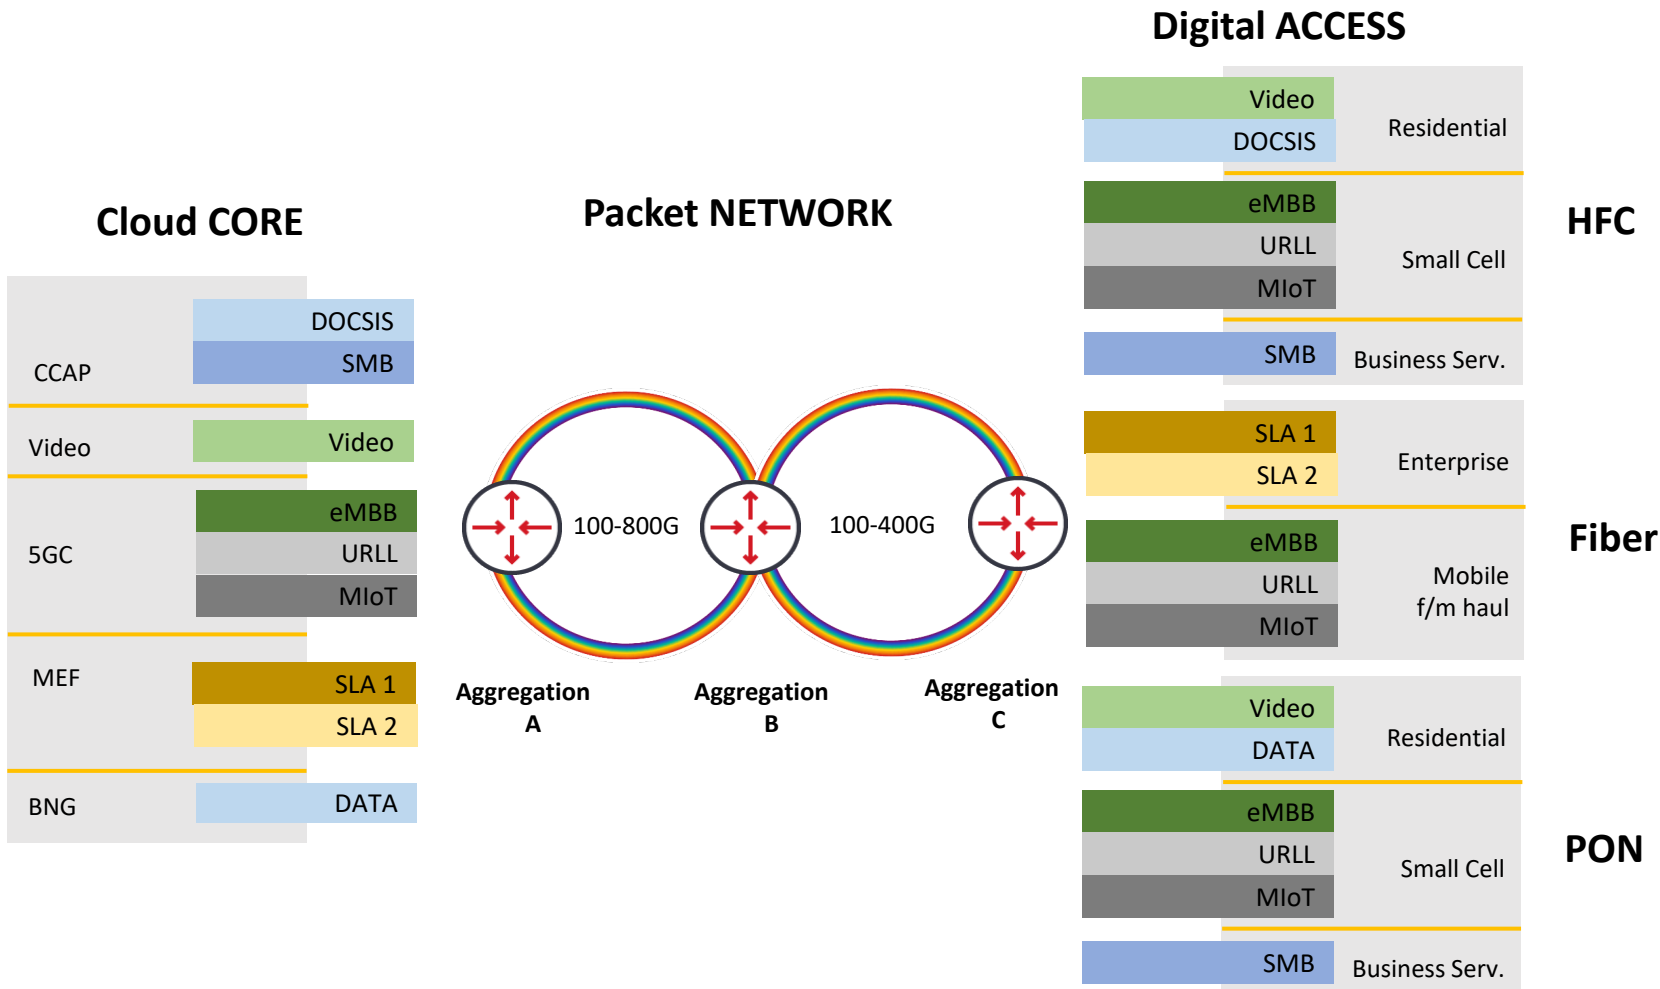 Digital ACCESS
Cloud CORE
Packet NETWORK
DOCSIS
SMB
CCAP
Video
Video
eMBB
5GC
URLL
MIoT
MEF
SLA 1
SLA 2
BNG
DATA
100-800G
100-400G
Aggregation
A
Aggregation
B
Aggregation
C
Video
DOCSIS
Residential
eMBB
URLL
MIoT
Small Cell
SMB
Business Serv.
HFC
SLA 1
SLA 2
Enterprise
eMBB
URLL
MIoT
Mobile
f/m haul
Fiber
Video
DATA
Residential
eMBB
URLL
MIoT
Small Cell
SMB
Business Serv.
PON